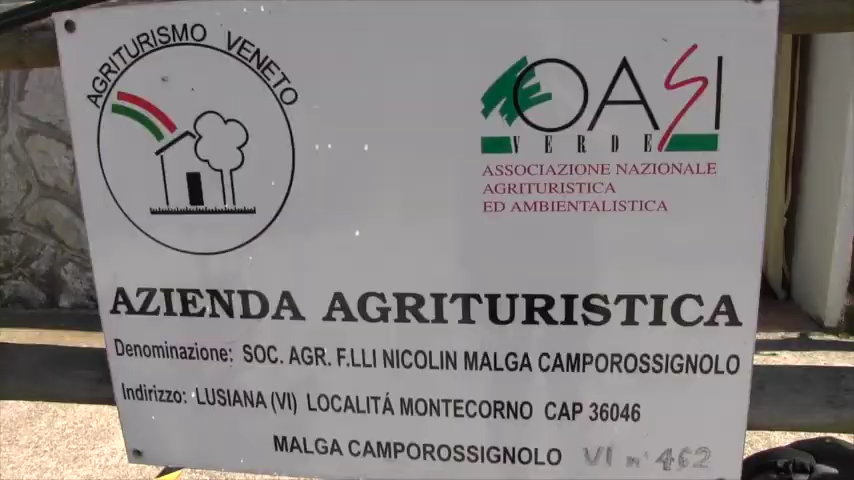 AGRITURISMO VENETO
OASI
VERDE
ASSOCIAZIONE NAZIONALE
AGRITURISTICA
ED AMBIENTALISTICA
AZIENDA AGRITURISTICA
Denominazione: SOC. AGR. F.LLI NICOLIN MALGA CAMPOROSSIGNOLO
Indirizzo: LUSIANA (VI) LOCALITÁ MONTECORNO CAP 36046
MALGA CAMPOROSSIGNOLO VI n° 462